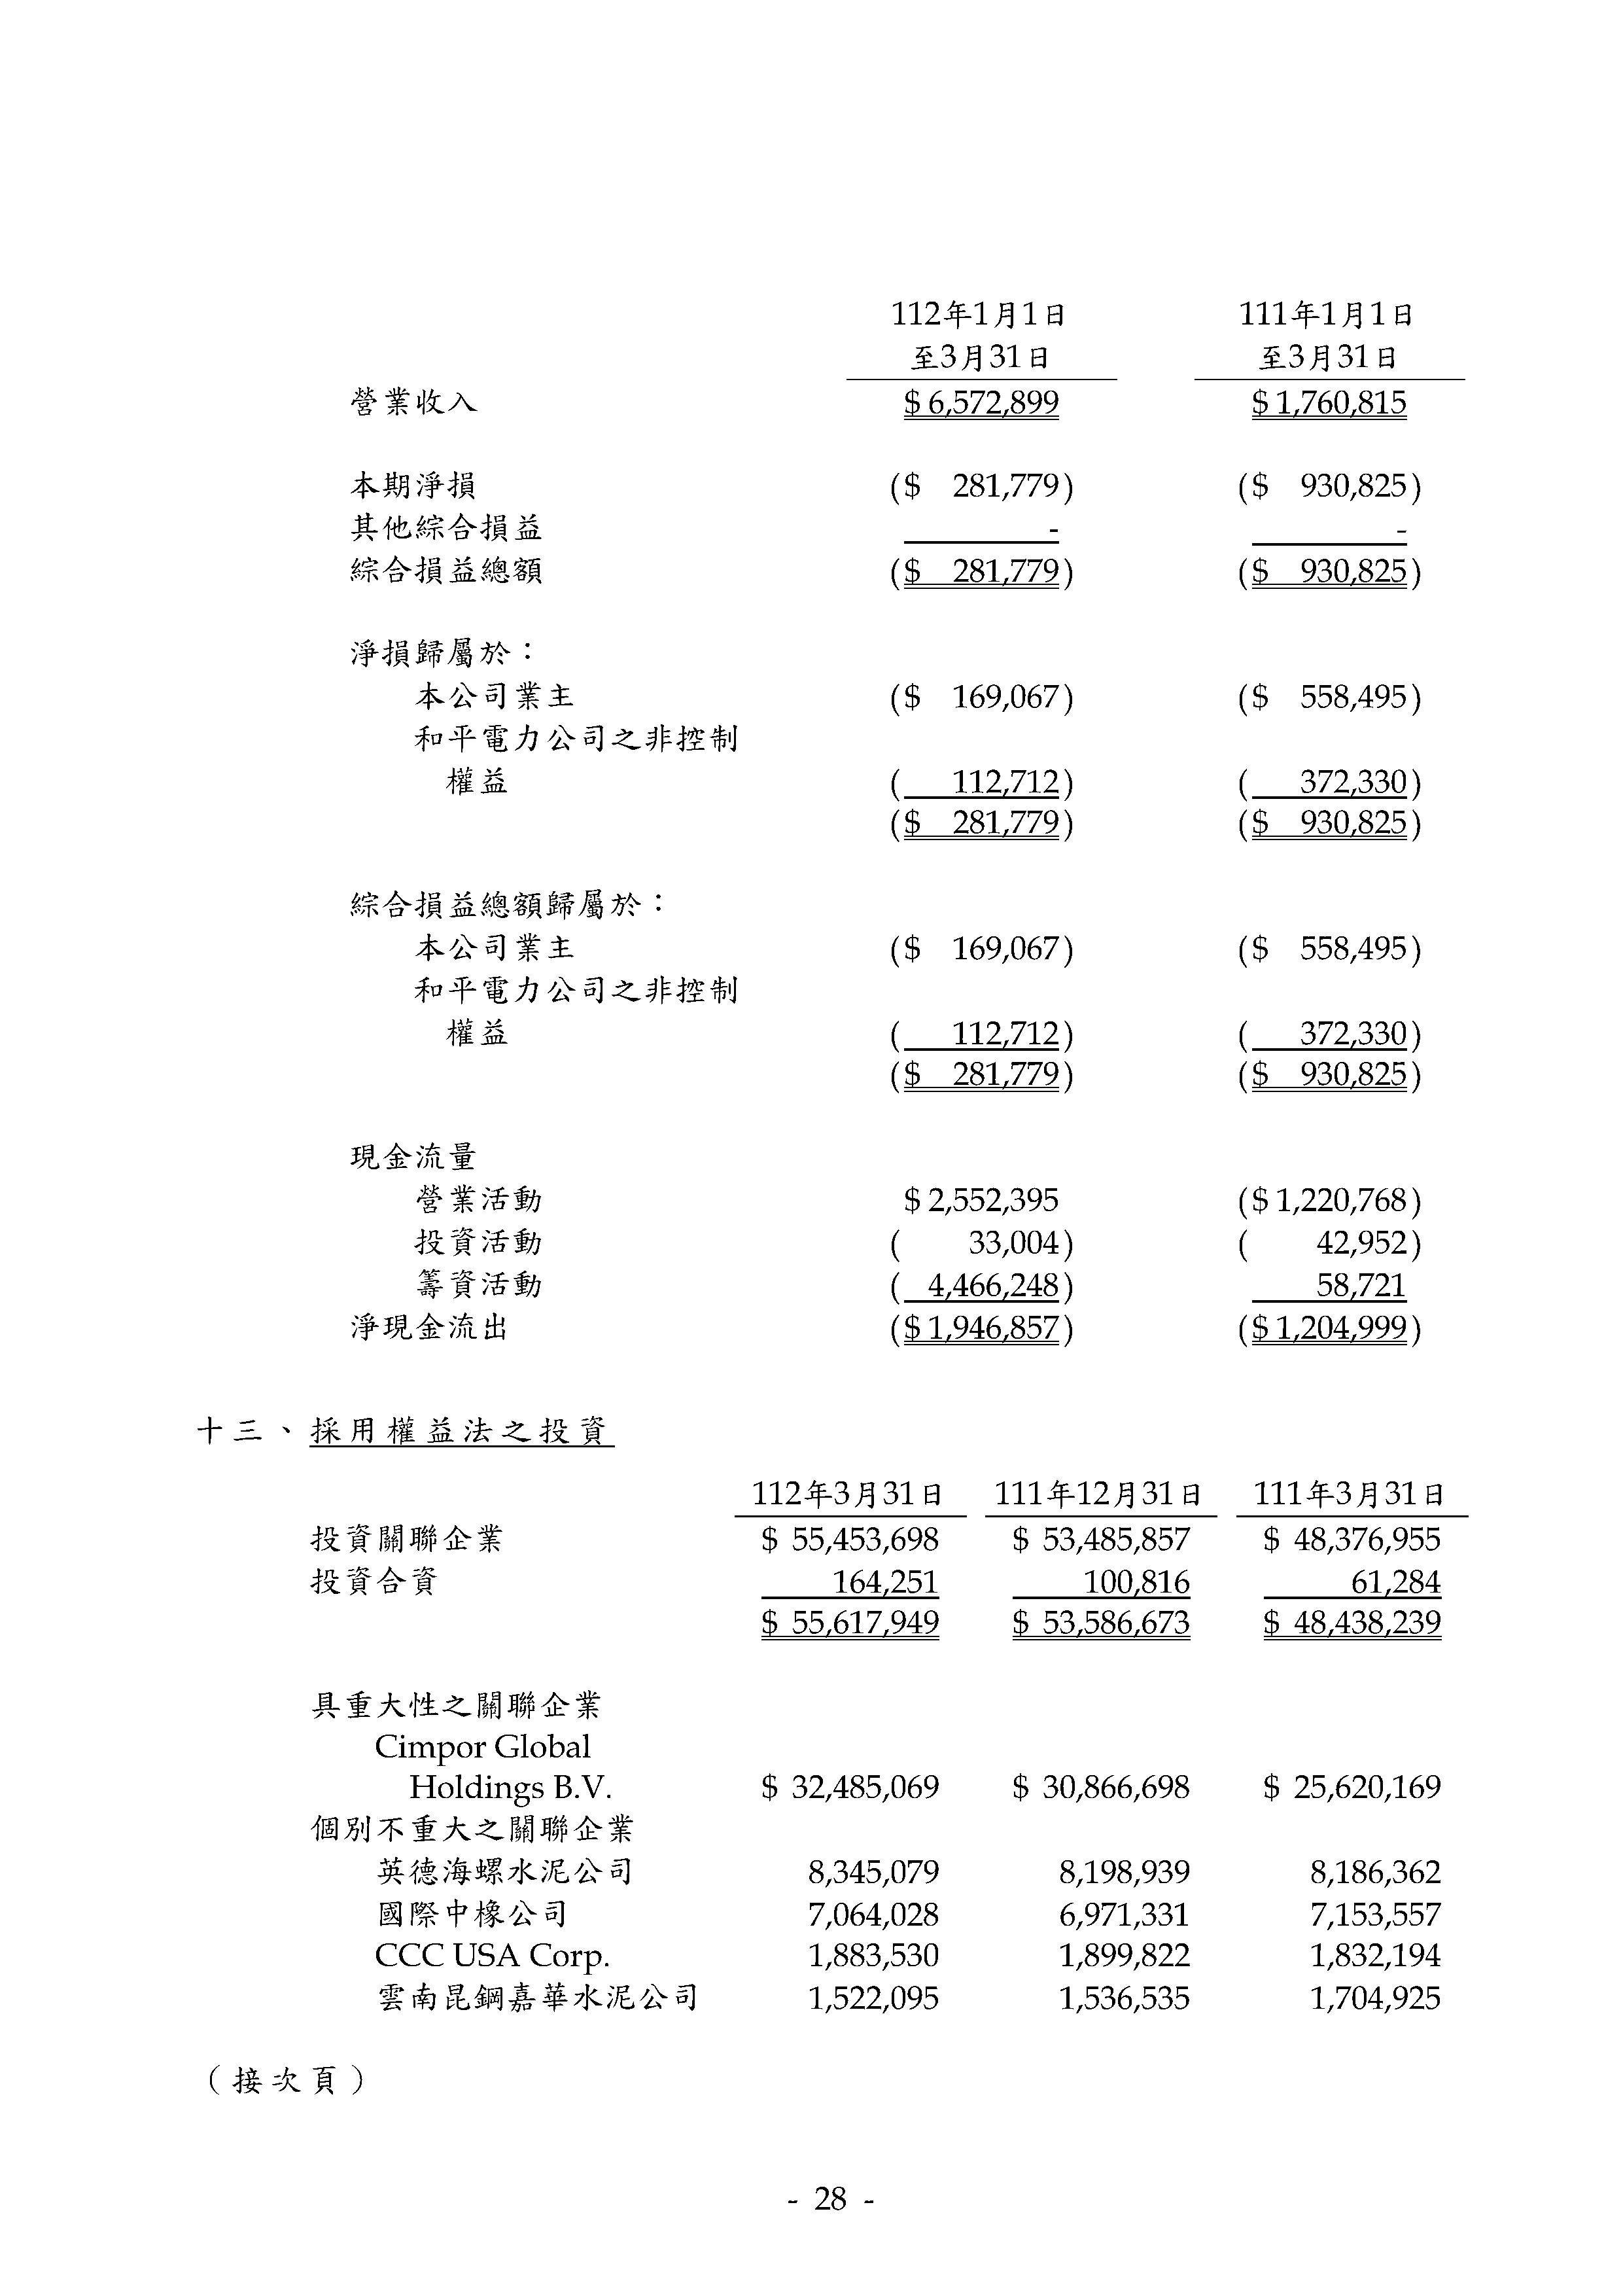 112年1月1日 111年1月1日
至3月31日 至3月31日
營業收入 $ 6,572,899 $ 1,760,815
本期淨損 ($ 281,779) ($ 930,825)
其他綜合損益 - -
綜合損益總額 ($ 281,779) ($ 930,825)
淨損歸屬於：
本公司業主 ($ 169,067) ($ 558,495)
和平電力公司之非控制
權益 ( 112,712) ( 372,330)
($ 281,779) ($ 930,825)
綜合損益總額歸屬於：
本公司業主 ($ 169,067) ($ 558,495)
和平電力公司之非控制
權益 ( 112,712) ( 372,330)
($ 281,779) ($ 930,825)
現金流量
營業活動 $ 2,552,395 ($ 1,220,768)
投資活動 ( 33,004) ( 42,952)
籌資活動 ( 4,466,248) 58,721
淨現金流出 ($ 1,946,857) ($ 1,204,999)
十三、採用權益法之投資
112年3月31日 111年12月31日 111年3月31日
投資關聯企業 $ 55,453,698 $ 53,485,857 $ 48,376,955
投資合資 164,251 100,816 61,284
$ 55,617,949 $ 53,586,673 $ 48,438,239
具重大性之關聯企業
Cimpor Global
Holdings B.V. $ 32,485,069 $ 30,866,698 $ 25,620,169
個別不重大之關聯企業
英德海螺水泥公司 8,345,079 8,198,939 8,186,362
國際中橡公司 7,064,028 6,971,331 7,153,557
CCC USA Corp. 1,883,530 1,899,822 1,832,194
雲南昆鋼嘉華水泥公司 1,522,095 1,536,535 1,704,925
（接次頁）
- 28 -